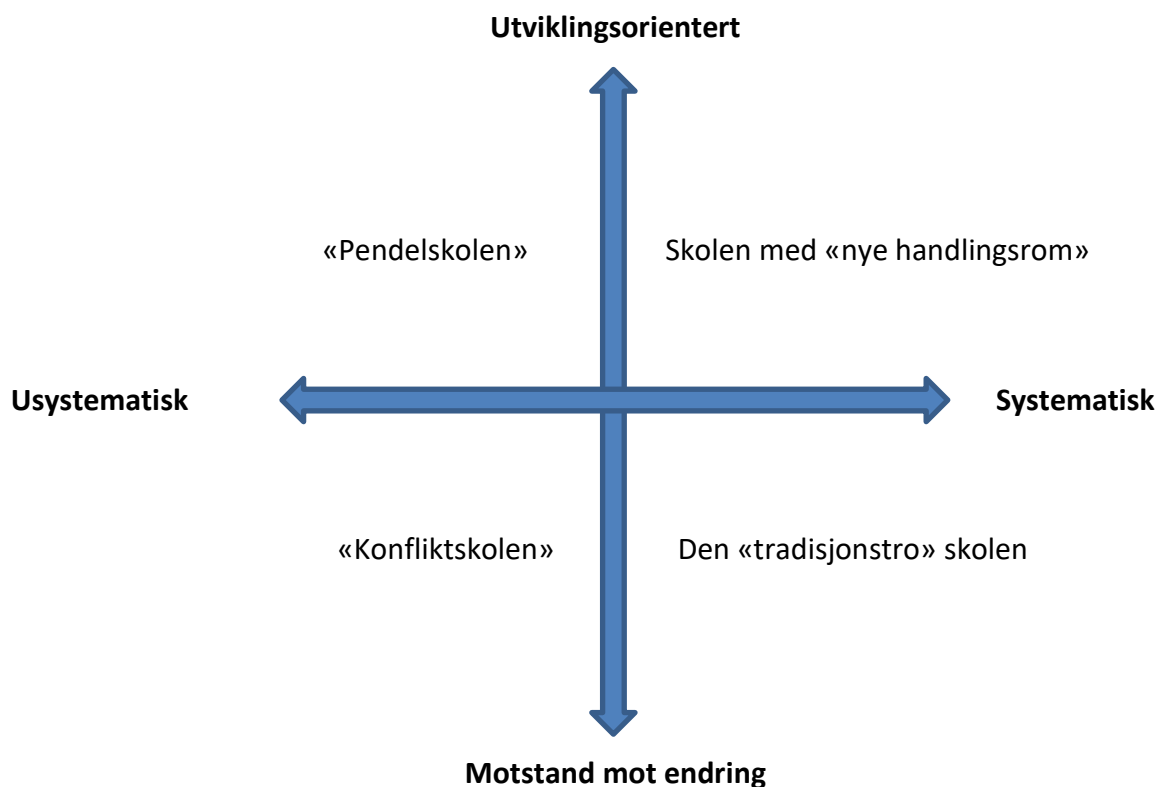 Utviklingsorientert
«Pendelskolen»
Skolen med «nye handlingsrom»
Usystematisk
Systematisk
«Konfliktskolen»
Den «tradisjonstro» skolen
Motstand mot endring